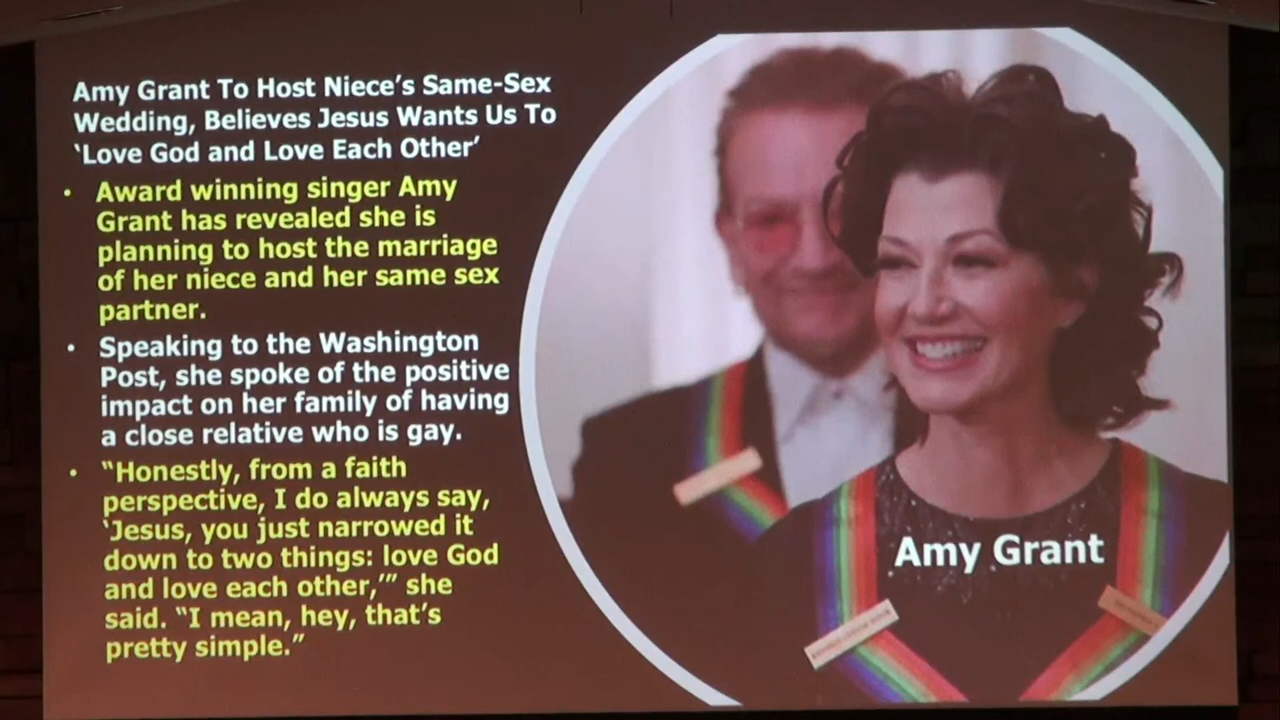 Amy Grant To Host Niece's Same-Sex
Wedding, Believes Jesus Wants Us To
‘Love God and Love Each Other’
• Award winning singer Amy
Grant has revealed she is
planning to host the marriage
of her niece and her same sex
partner.
• Speaking to the Washington
Post, she spoke of the positive
impact on her family of having
a close relative who is gay.
• “Honestly, from a faith
perspective, I do always say,
‘Jesus, you just narrowed it
down to two things: love God
and love each other,’” she
said. “I mean, hey, that’s
pretty simple.”
Amy Grant